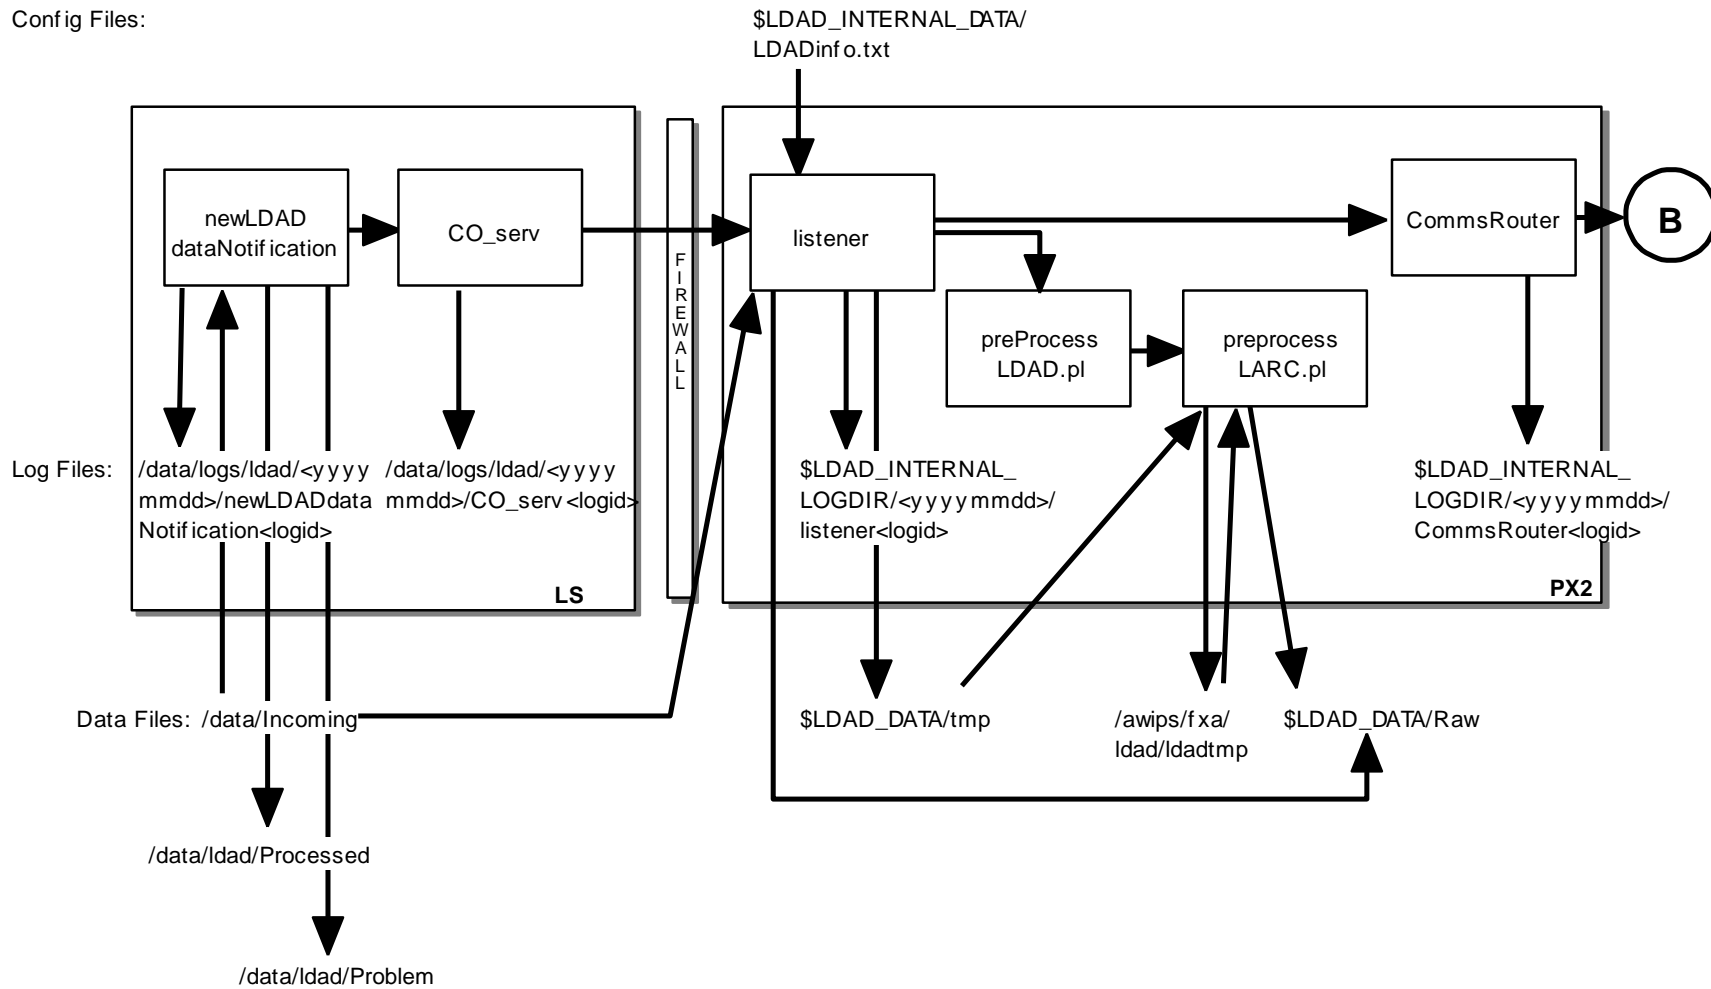 Config Files:
$LDAD_INTERNAL_DATA/
LDADinfo.txt
newLDAD
dataNotification
CO_serv
FIREWALL
listener
CommsRouter
B
preProcess
LDAD.pl
preprocess
LARC.pl
Log Files:
/data/logs/ldad/<yyyy
mmdd>/newLDADdata
Notification<logid>
/data/logs/ldad/<yyyy
mmdd>/CO_serv<logid>
$LDAD_INTERNAL_
LOGDIR/<yyyymmdd>/
listener<logid>
$LDAD_INTERNAL_
LOGDIR/<yyyymmdd>/
CommsRouter<logid>
LS
PX2
Data Files: /data/Incoming
$LDAD_DATA/tmp
/awips/fxa/
ldad/ldadtmp
$LDAD_DATA/Raw
/data/ldad/Processed
/data/ldad/Problem